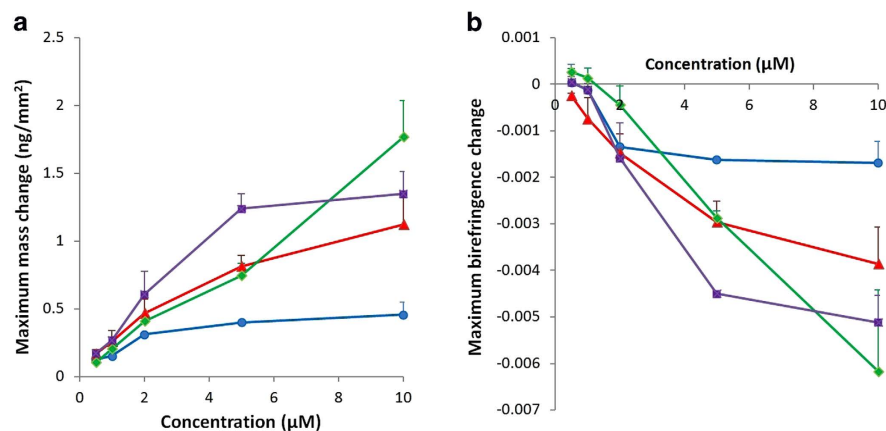 a
Maximum mass change (ng/mm²)
2.5
2
1.5
1
0.5
0
0 2 4 6 8 10
Concentration (µM)
b
Maximum birefringence change
0.001
0
-0.001
-0.002
-0.003
-0.004
-0.005
-0.006
-0.007
Concentration (µM)
0 2 4 6 8 10